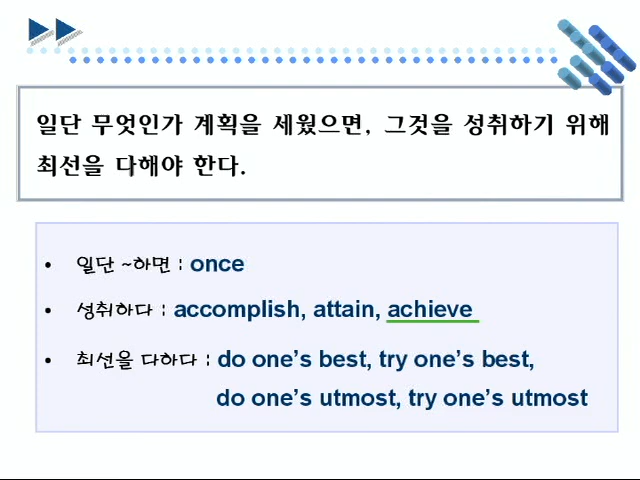 일단 무엇인가 계획을 세웠으면, 그것을 성취하기 위해
최선을 다해야 한다.
• 일단 ~하면 : once
• 성취하다 : accomplish, attain, achieve
• 최선을 다하다 : do one’s best, try one’s best,
do one’s utmost, try one’s utmost